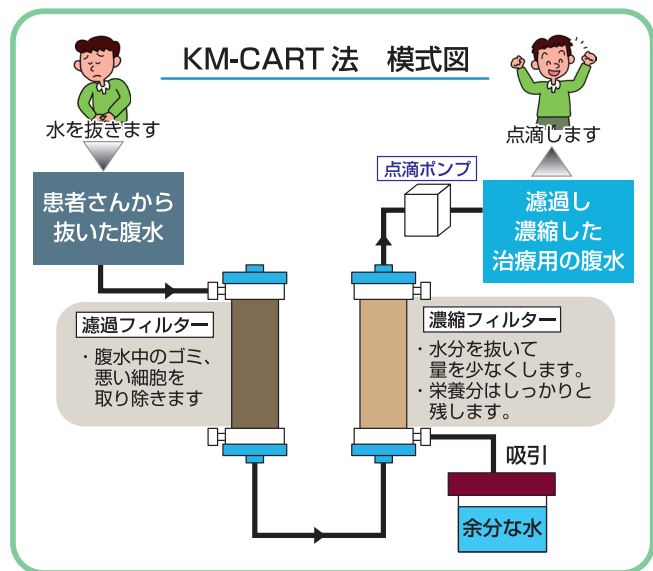 KM-CART法　模式図
水を抜きます
点滴します
患者さんから
抜いた腹水
点滴ポンプ
濾過し
濃縮した
治療用の腹水
濾過フィルター
・腹水中のゴミ、
悪い細胞を
取り除きます
濃縮フィルター
・水分を抜いて
量を少なくします。
・栄養分はしっかりと
残します。
吸引
余分な水